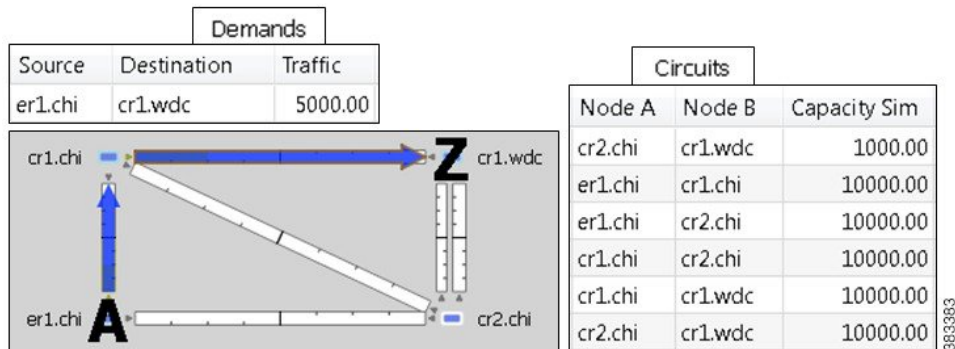 Demands
Source Destination Traffic
er1.chi cr1.wdc 5000.00
cr1.chi
Z
cr1.wdc
er1.chi
A
cr2.chi
Circuits
Node A Node B Capacity Sim
cr2.chi cr1.wdc 1000.00
er1.chi cr1.chi 10000.00
er1.chi cr2.chi 10000.00
cr1.chi cr2.chi 10000.00
cr1.chi cr1.wdc 10000.00
cr2.chi cr1.wdc 10000.00
383383